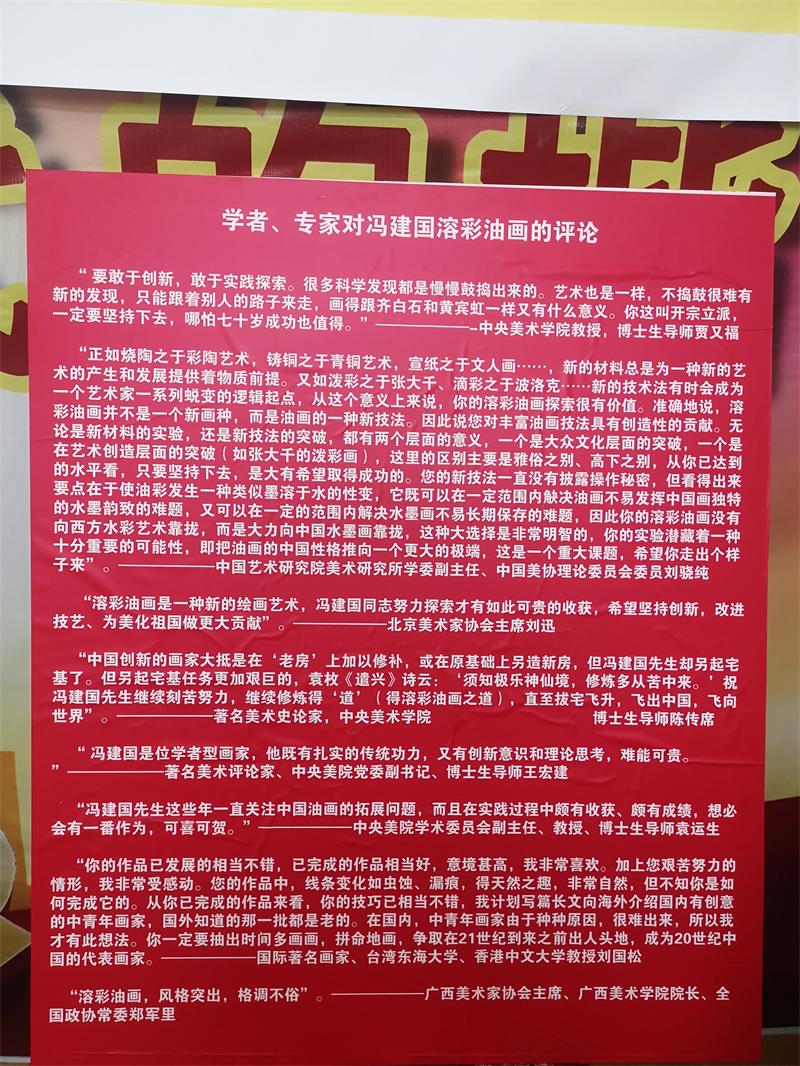 学者、专家对冯建国溶彩油画的评论
“要敢于创新，敢于实践探索。很多科学发现都是慢慢鼓捣出来的。艺术也是一样，不捣鼓很难有
新的发现，只能跟着别人的路子来走，画得跟齐白石和黄宾虹一样又有什么意义。你这叫开宗立派，
一定要坚持下去，哪怕七十岁成功也值得。”——————-中央美术学院教授，博士生导师贾又福
“正如烧陶之于彩陶艺术，铸铜之于青铜艺术，宣纸之于文人画……，新的材料总是为一种新的艺
术的产生和发展提供着物质前提。又如泼彩之于张大千、滴彩之于波洛克……新的技术法有时会成为
一个艺术家一系列蜕变的逻辑起点，从这个意义上来说，你的溶彩油画探索很有价值。准确地说，溶
彩油画并不是一个新画种，而是油画的一种新技法。因此说您对丰富油画技法具有创造性的贡献。无
论是新材料的实验，还是新技法的突破，都有两个层面的意义，一个是大众文化层面的突破，一个是
在艺术创造层面的突破（如张大千的泼彩画），这里的区别主要是雅俗之别、高下之别，从你已达到
的水平看，只要坚持下去，是大有希望取得成功的。您的新技法一直没有披露操作秘密，但看得出来
要点在于使油彩发生一种类似墨溶于水的性变，它既可以在一定范围内触决油画不易发挥中国画独特
的水墨韵致的难题，又可以在一定的范围内解决水墨画不易长期保存的难题，因此你的溶彩油画没有
向西方水彩艺术靠拢，而是大力向中国水墨画靠拢，这种大选择是非常明智的，你的实验潜藏着一种
十分重要的可能性，即把油画的中国性格推向一个更大的极端，这是一个重大课题，希望你走出个样
子来”。——————中国艺术研究院美术研究所学委副主任、中国美协理论委员会委员刘骁纯
“溶彩油画是一种新的绘画艺术，冯建国同志努力探索才有如此可贵的收获，希望坚持创新，改进
技艺、为美化祖国做更大贡献”。——————北京美术家协会主席刘迅
“中国创新的画家大抵是在‘老房’上加以修补，或在原基础上另造新房，但冯建国先生却另起宅
基了。但另起宅基任务更加艰巨的，袁枚《遣兴》诗云：‘须知极乐神仙境，修炼多从苦中来。’祝
冯建国先生继续刻苦努力，继续修炼得‘道’（得溶彩油画之道），直至拔宅飞升，飞出中国，飞向
世界”。——————著名美术史论家，中央美术学院 博士生导师陈传席
“冯建国是位学者型画家，他既有扎实的传统功力，又有创新意识和理论思考，难能可贵。
”——————著名美术评论家、中央美院党委副书记、博士生导师王宏建
“冯建国先生这些年一直关注中国油画的拓展问题，而且在实践过程中颇有收获、颇有成绩，想必
会有一番作为，可喜可贺。”——————中央美院学术委员会副主任、教授、博士生导师袁运生
“你的作品已发展的相当不错，已完成的作品相当好，意境甚高，我非常喜欢。加上您艰苦努力的
情形，我非常受感动。您的作品中，线条变化如虫蚀、漏痕，得天然之趣，非常自然，但不知你是如
何完成它的。从你已完成的作品来看，你的技巧已相当不错，我计划写篇长文向海外介绍国内有创意
的中青年画家，国外知道的那一批都是老的。在国内，中青年画家由于种种原因，很难出来，所以我
才有此想法。你一定要抽出时间多画画，拼命地画，争取在21世纪到来之前出人头地，成为20世纪中
国的代表画家。——————国际著名画家、台湾东海大学、香港中文大学教授刘国松
“溶彩油画，风格突出，格调不俗”。——————广西美术家协会主席、广西美术学院院长、全
国政协常委郑军里